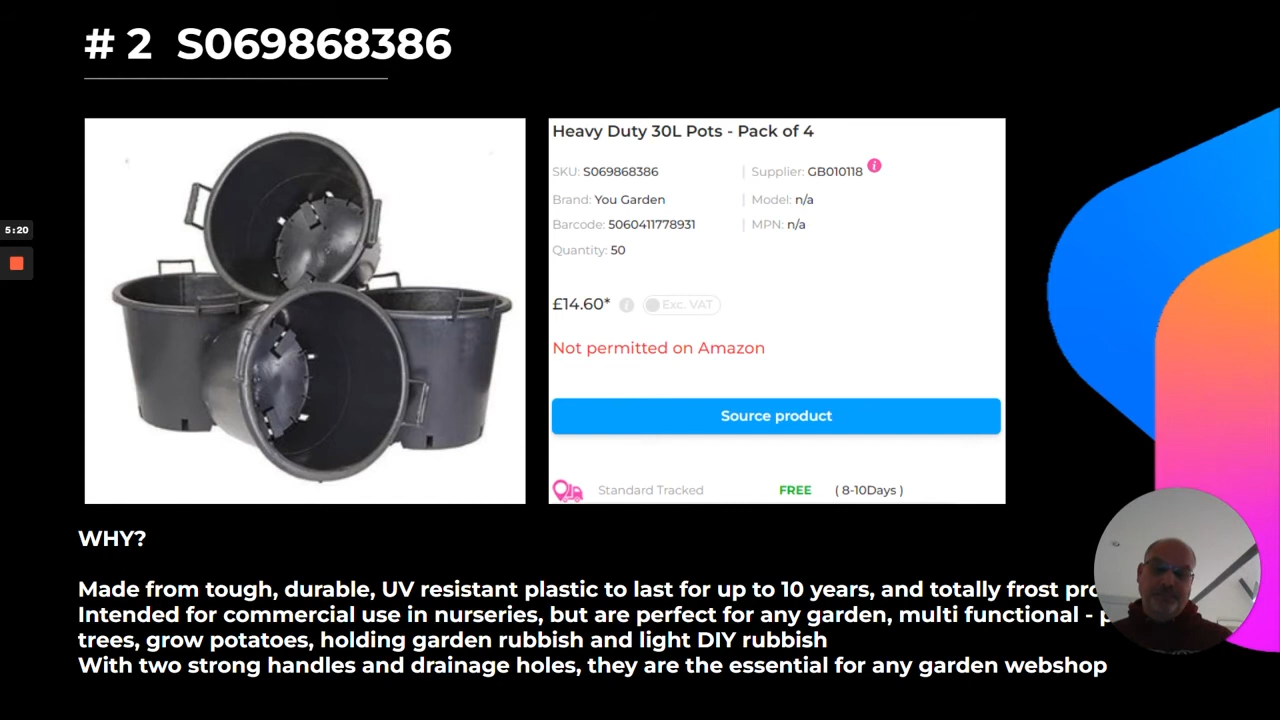 # 2 S069868386
Heavy Duty 30L Pots - Pack of 4
SKU: S069868386 | Supplier: GB010118
Brand: You Garden | Model: n/a
Barcode: 5060411778931 | MPN: n/a
Quantity: 50
5:20
£14.60* Exc. VAT
Not permitted on Amazon
Source product
Standard Tracked FREE ( 8-10Days )
WHY?
Made from tough, durable, UV resistant plastic to last for up to 10 years, and totally frost
Intended for commercial use in nurseries, but are perfect for any garden, multi functional -
trees, grow potatoes, holding garden rubbish and light DIY rubbish
With two strong handles and drainage holes, they are the essential for any garden webshop